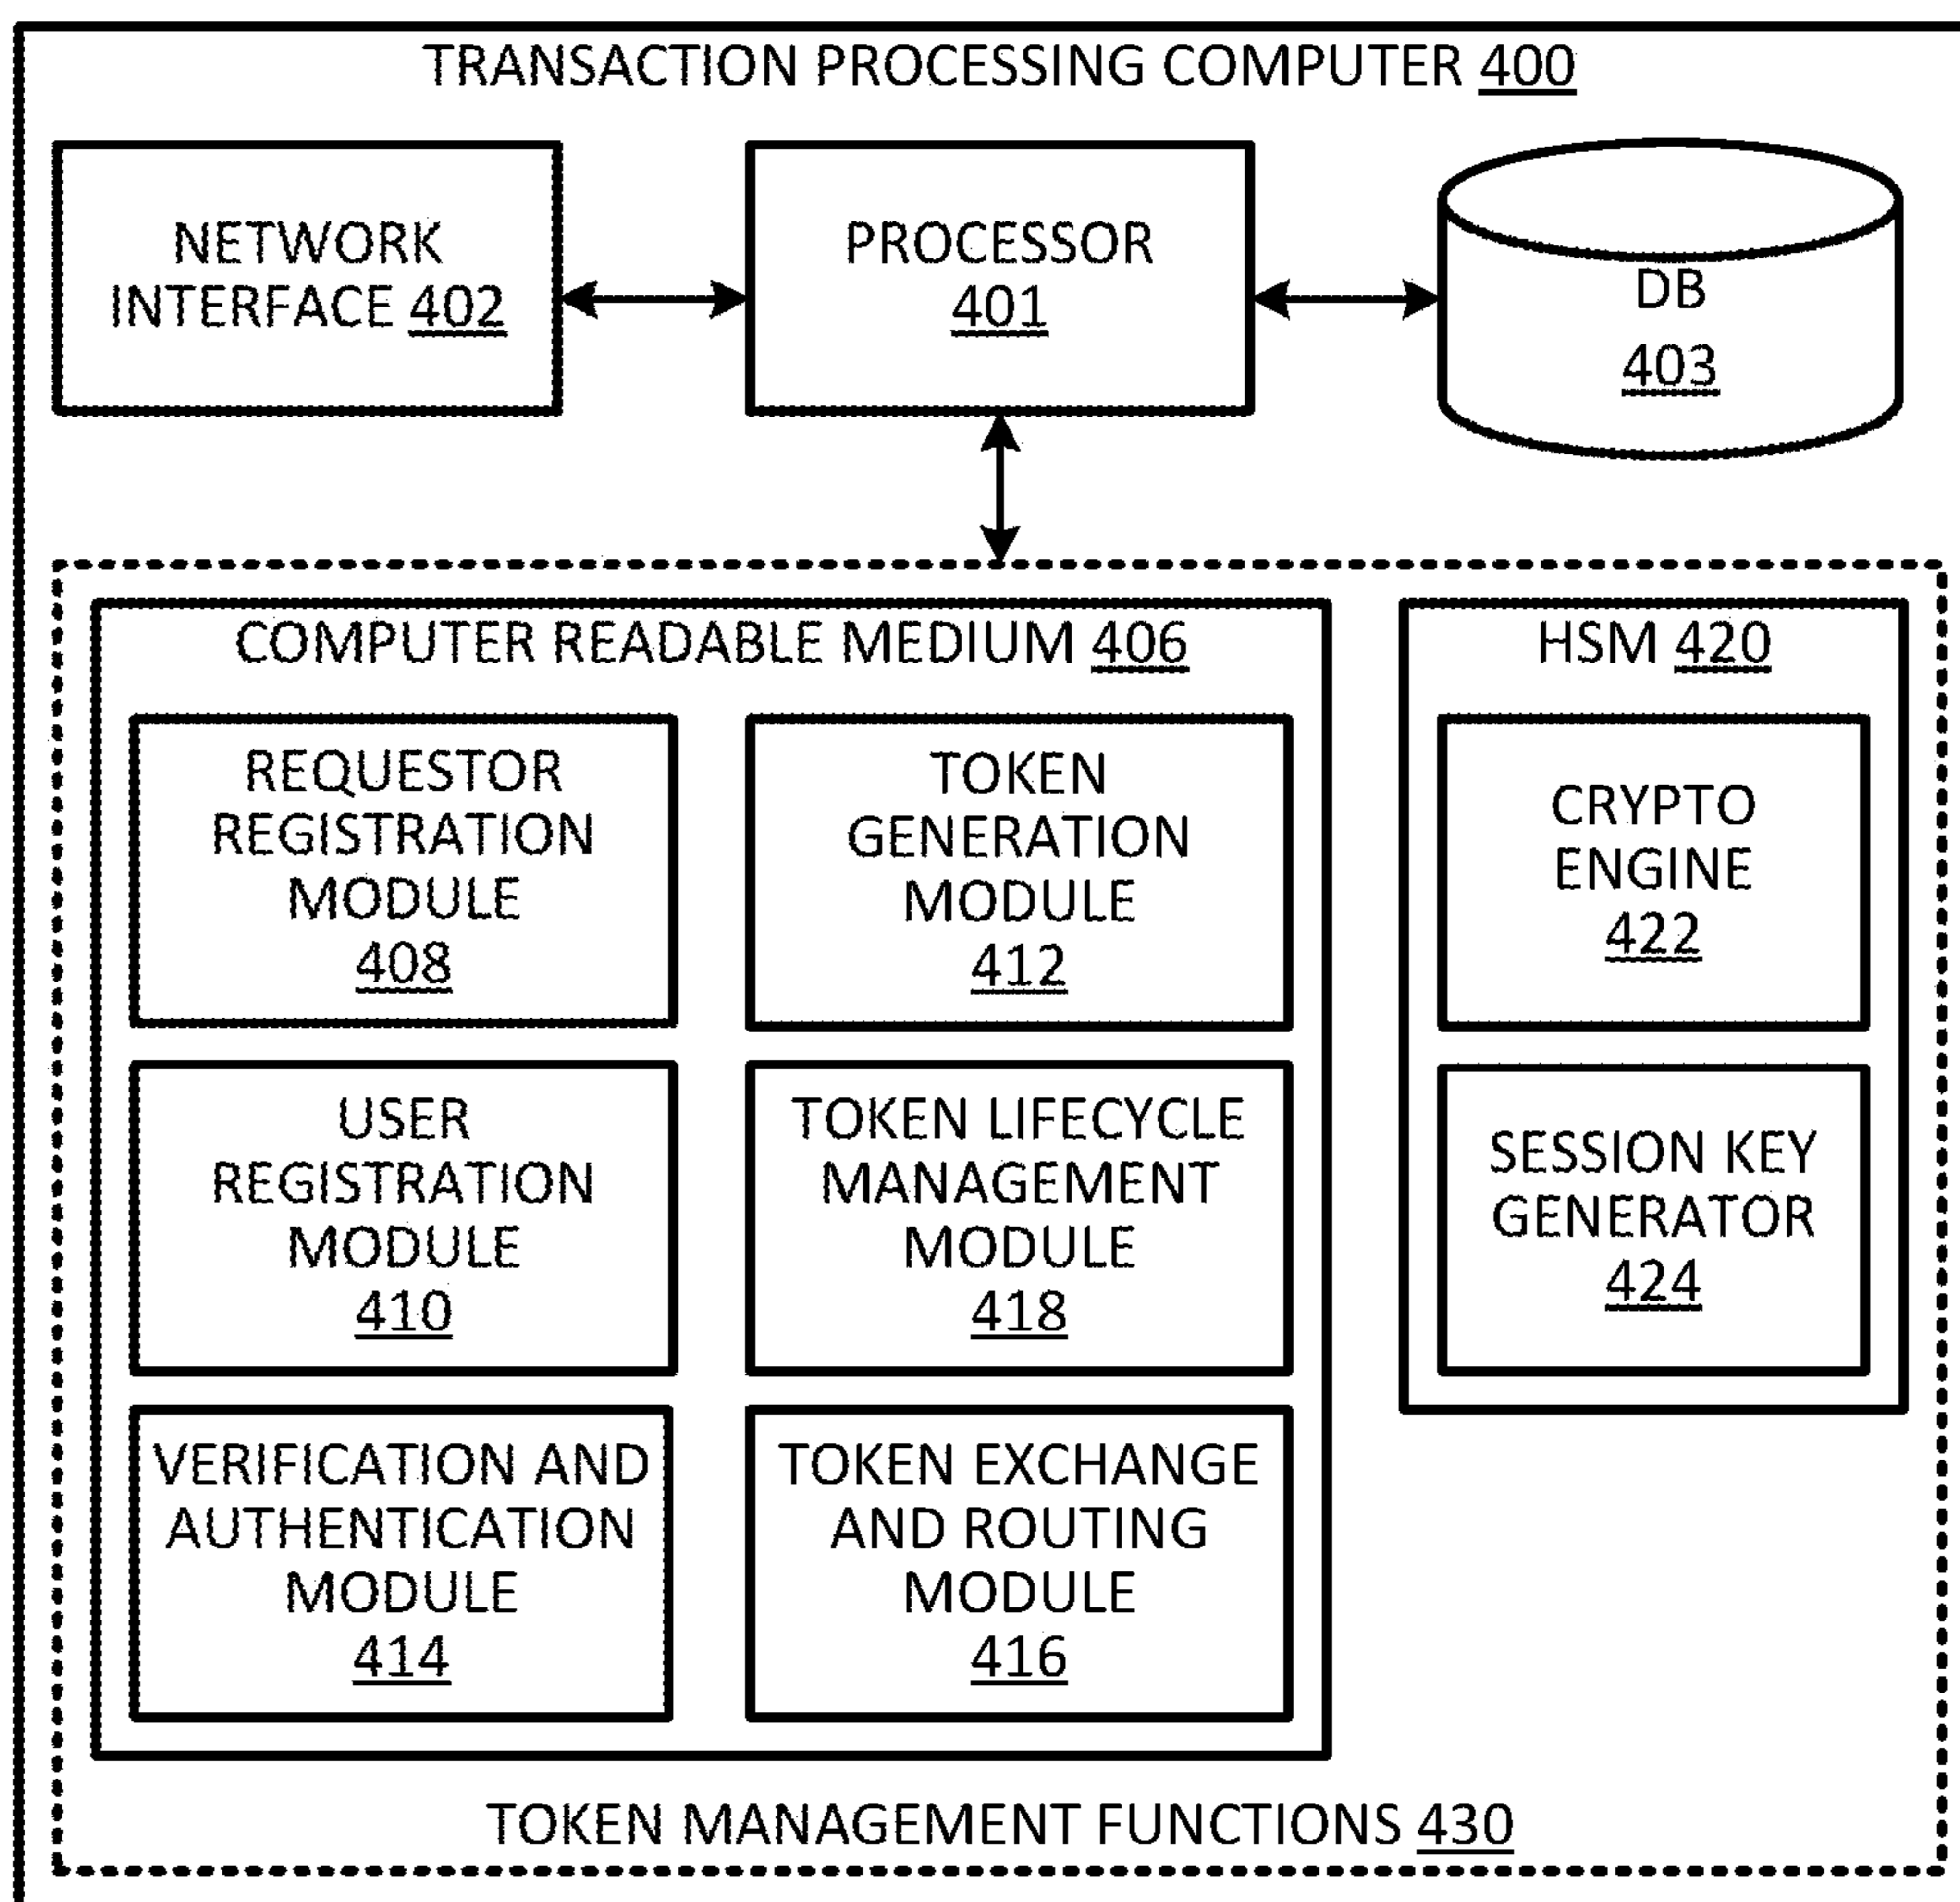 TRANSACTION PROCESSING COMPUTER 400
NETWORK
INTERFACE 402
PROCESSOR
401
DB
403
COMPUTER READABLE MEDIUM 406
REQUESTOR
REGISTRATION
MODULE
408
TOKEN
GENERATION
MODULE
412
USER
REGISTRATION
MODULE
410
TOKEN LIFECYCLE
MANAGEMENT
MODULE
418
VERIFICATION AND
AUTHENTICATION
MODULE
414
TOKEN EXCHANGE
AND ROUTING
MODULE
416
HSM 420
CRYPTO
ENGINE
422
SESSION KEY
GENERATOR
424
TOKEN MANAGEMENT FUNCTIONS 430